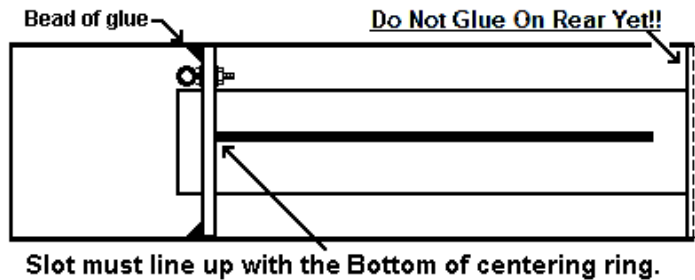 Bead of glue
Do Not Glue On Rear Yet!!
Slot must line up with the Bottom of centering ring.